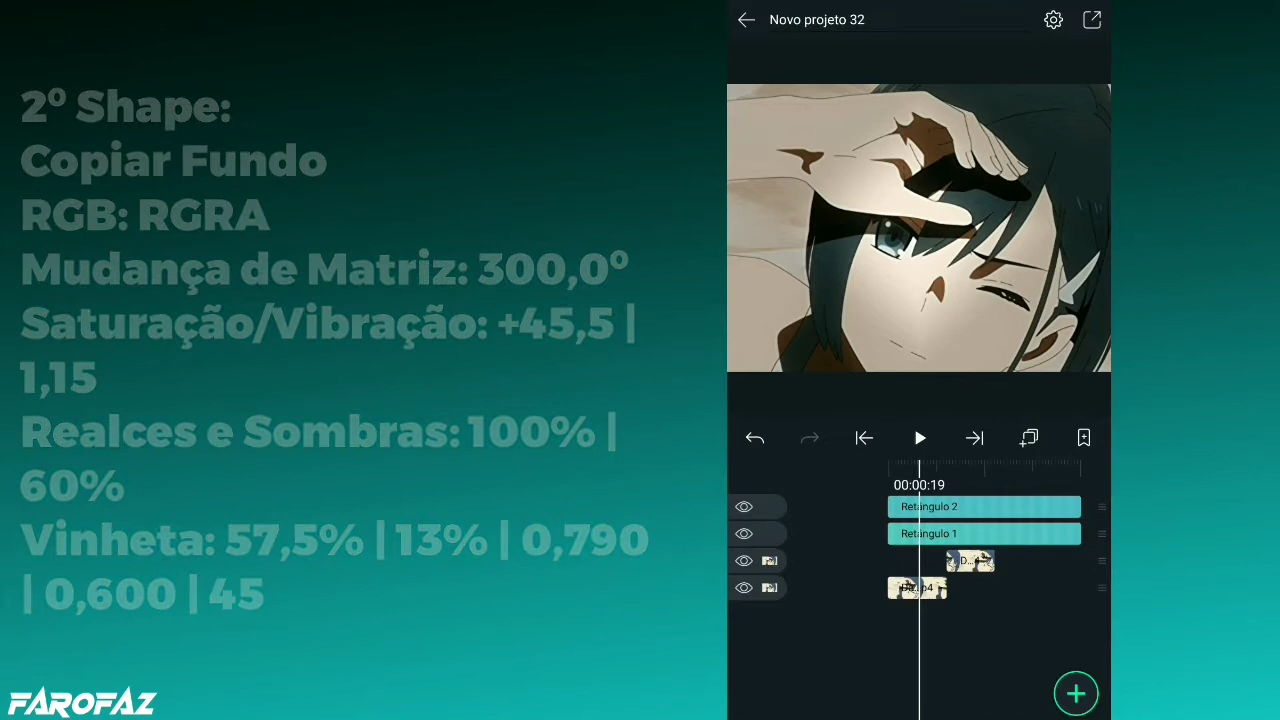 2º Shape:
Copiar Fundo
RGB: RGRA
Mudança de Matriz: 300,0º
Saturação/Vibração: +45,5 |
1,15
Realces e Sombras: 100% |
60%
Vinheta: 57,5% | 13% | 0,790
| 0,600 | 45
FAROFAZ
Novo projeto 32
00:00:19
Retângulo 2
Retângulo 1